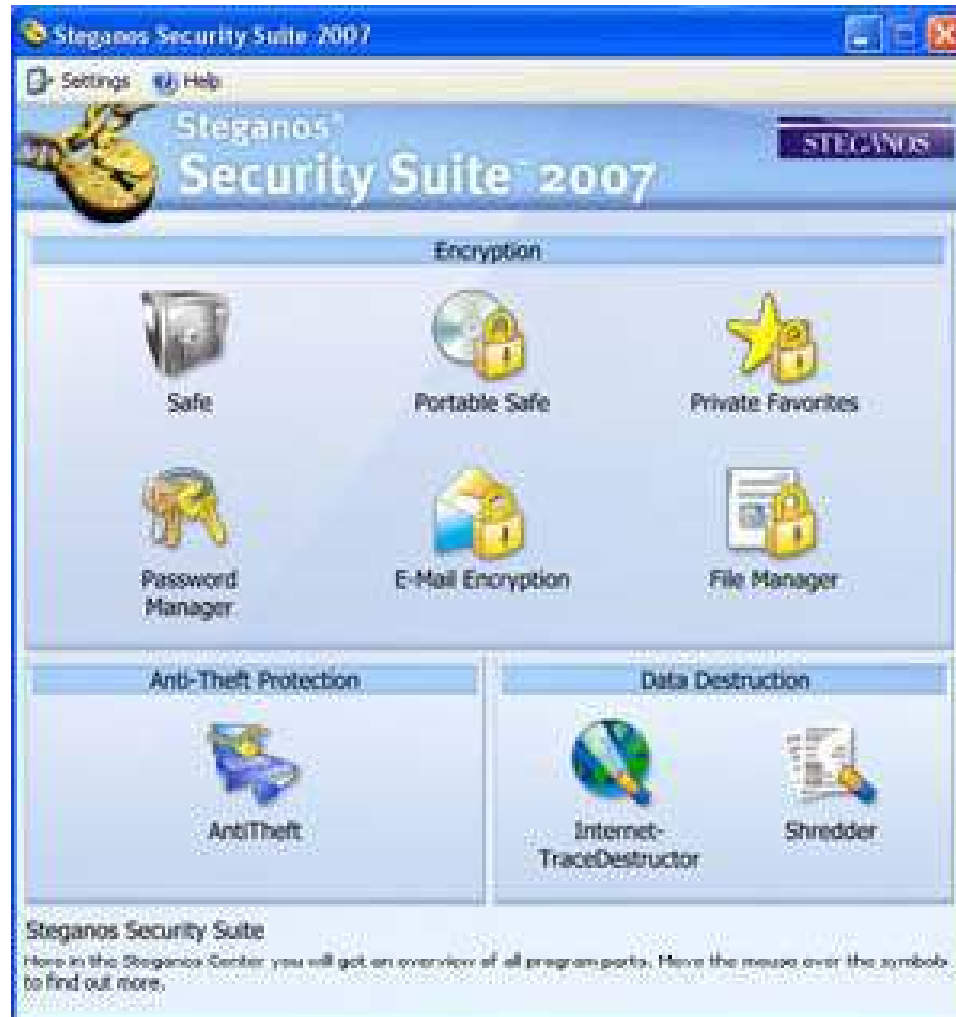 Steganos Security Suite 2007
Settings Help
Steganos®
Security Suite™ 2007
STEGANOS
Encryption
Safe
Portable Safe
Private Favorites
Password
Manager
E-Mail Encryption
File Manager
Anti-Theft Protection
Data Destruction
AntiTheft
Internet-
TraceDestructor
Shredder
Steganos Security Suite
Here in the Steganos Center you will get an overview of all program parts. Move the mouse over the symbols
to find out more.